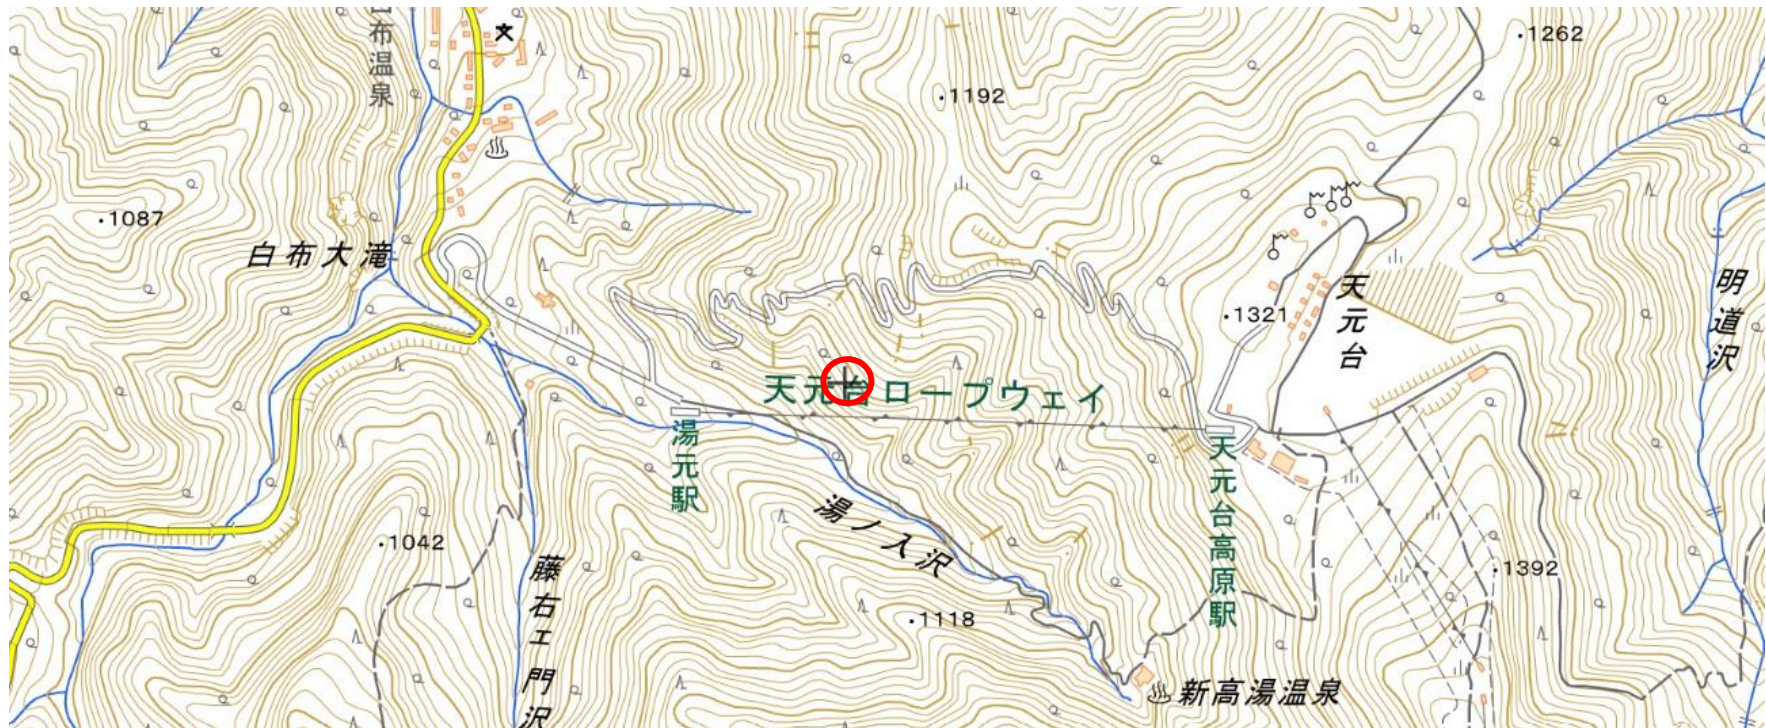 白布温泉
1262
1192
1087
白布大滝
1321
天元台
明道沢
天元台ロープウェイ
湯元駅
天元台高原駅
湯ノ入沢
1042
藤右エ門沢
1392
1118
新高湯温泉